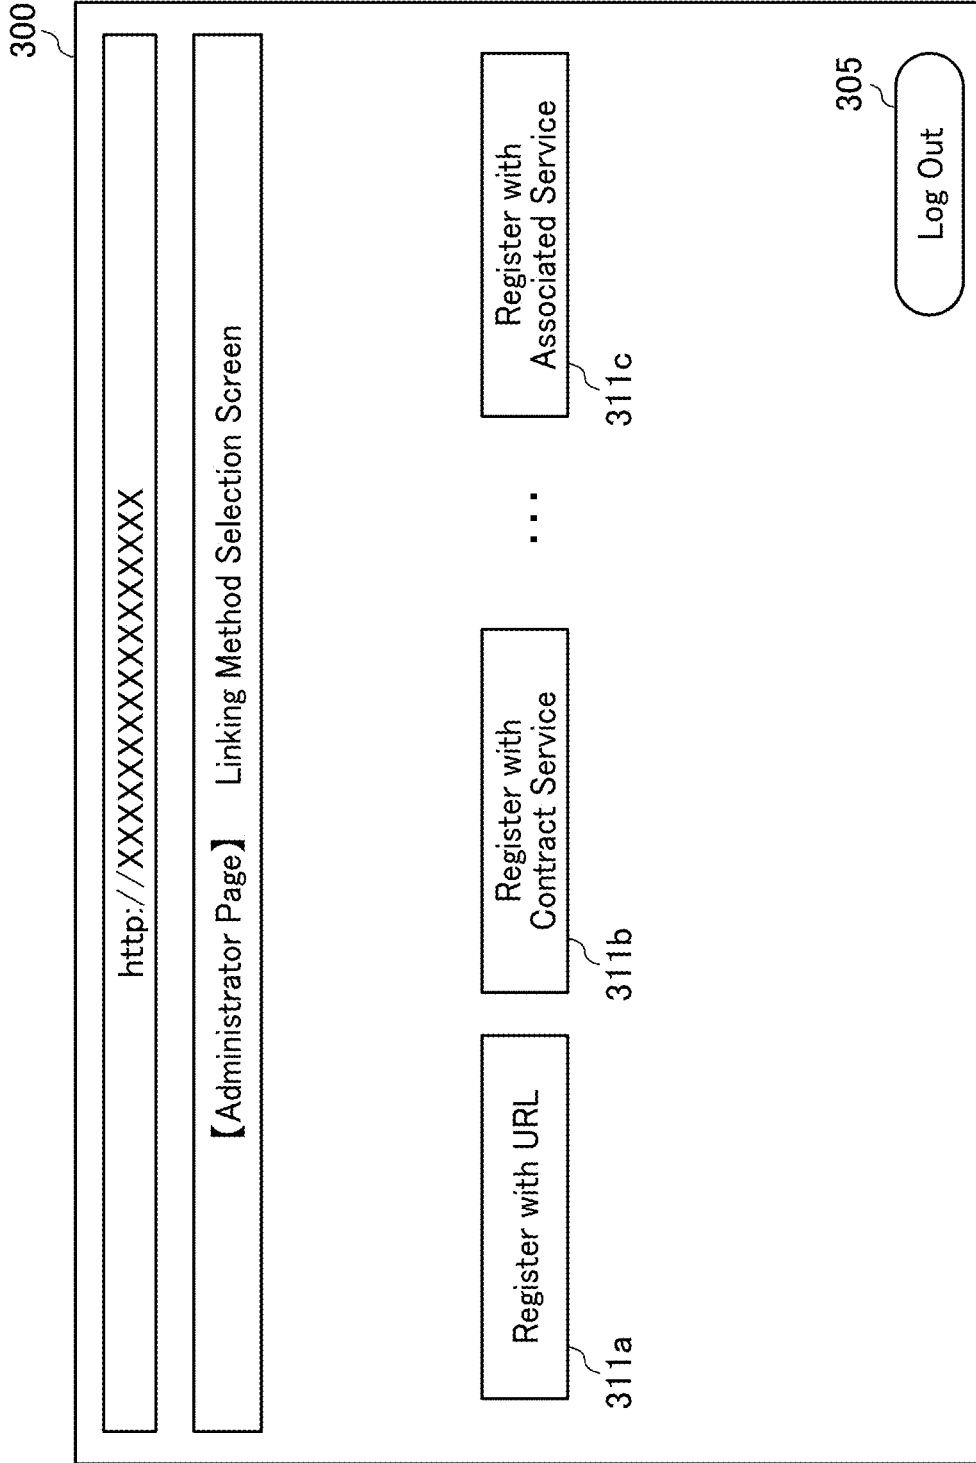 300
http://XXXXXXXXXXXXXXXX
【Administrator Page】 Linking Method Selection Screen
Register with URL
311a
Register with
Contract Service
311b
...
Register with
Associated Service
311c
305
Log Out